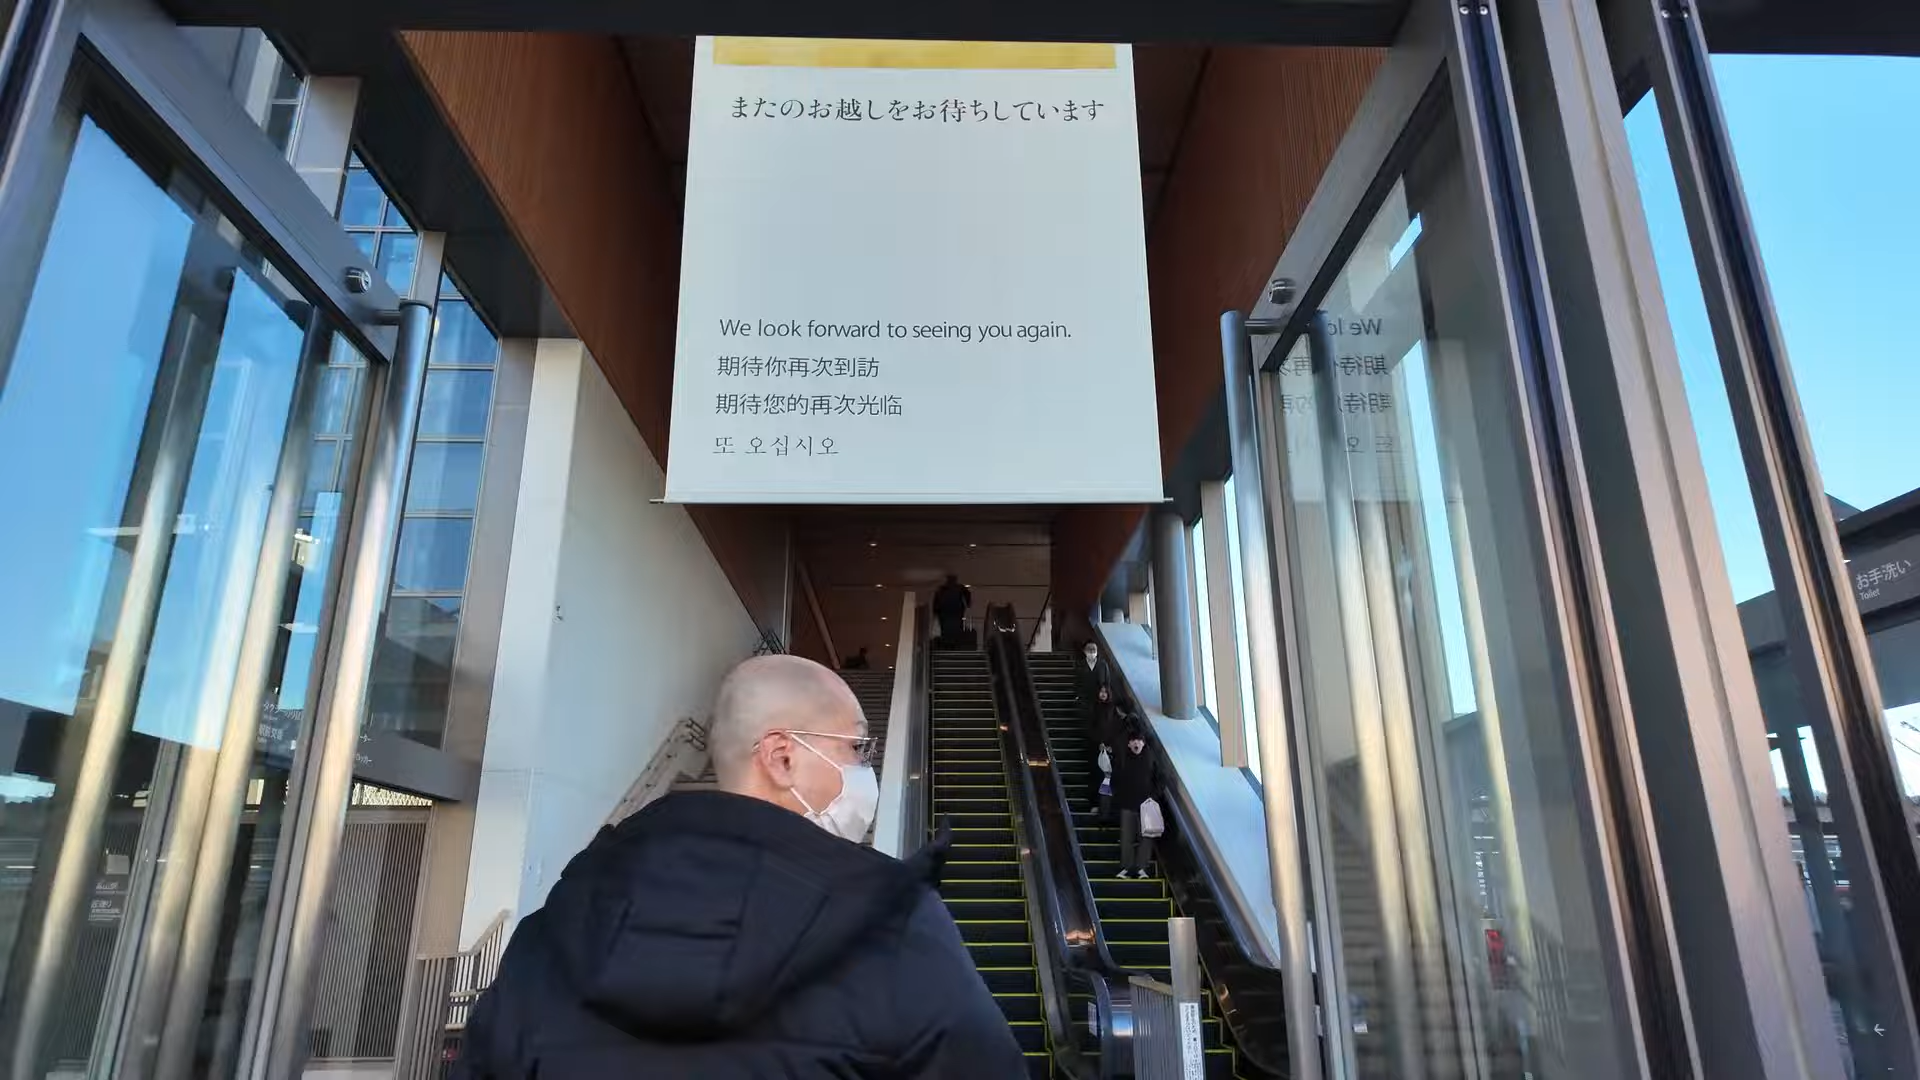 またのお越しをお待ちしています
We look forward to seeing you again.
期待你再次到訪
期待您的再次光临
또 오십시오
お手洗い
Toilet